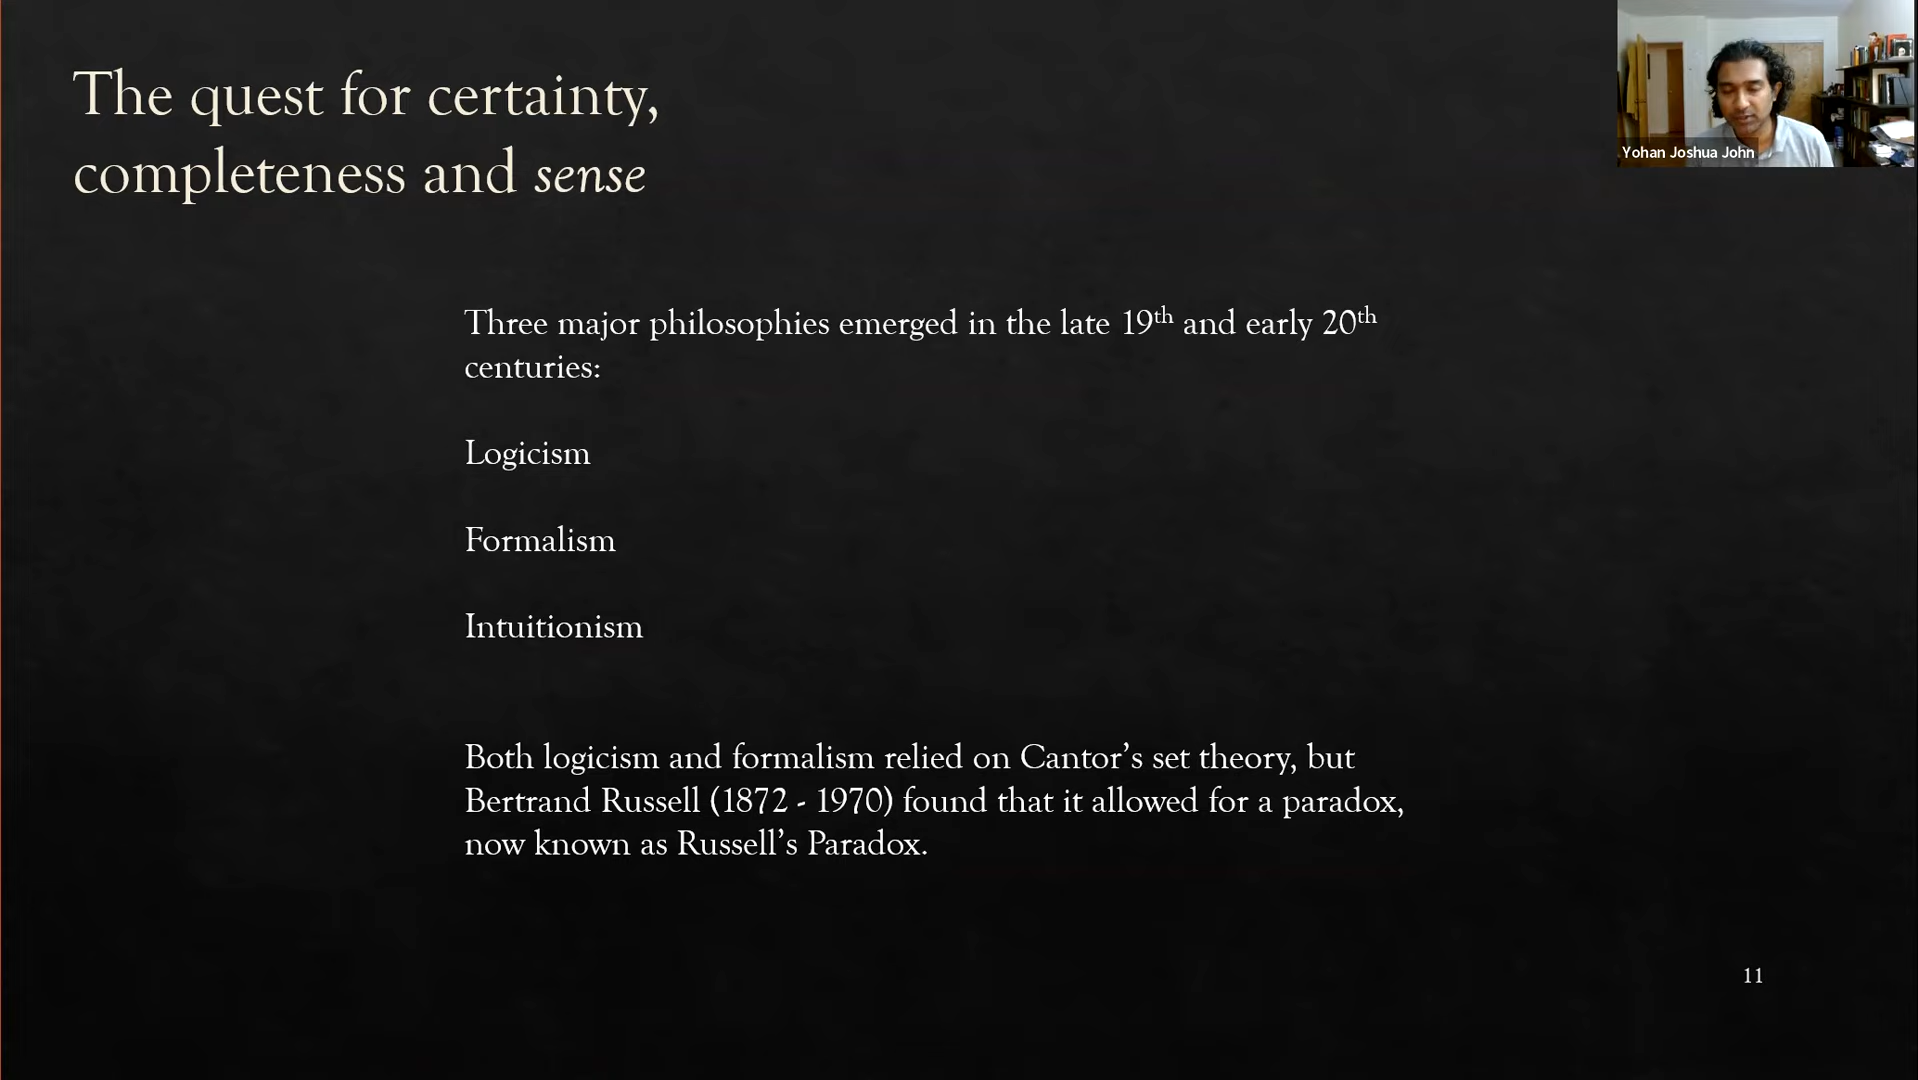 The quest for certainty,
completeness and sense
Yohan Joshua John
Three major philosophies emerged in the late 19th and early 20th
centuries:
Logicism
Formalism
Intuitionism
Both logicism and formalism relied on Cantor’s set theory, but
Bertrand Russell (1872 - 1970) found that it allowed for a paradox,
now known as Russell’s Paradox.
11